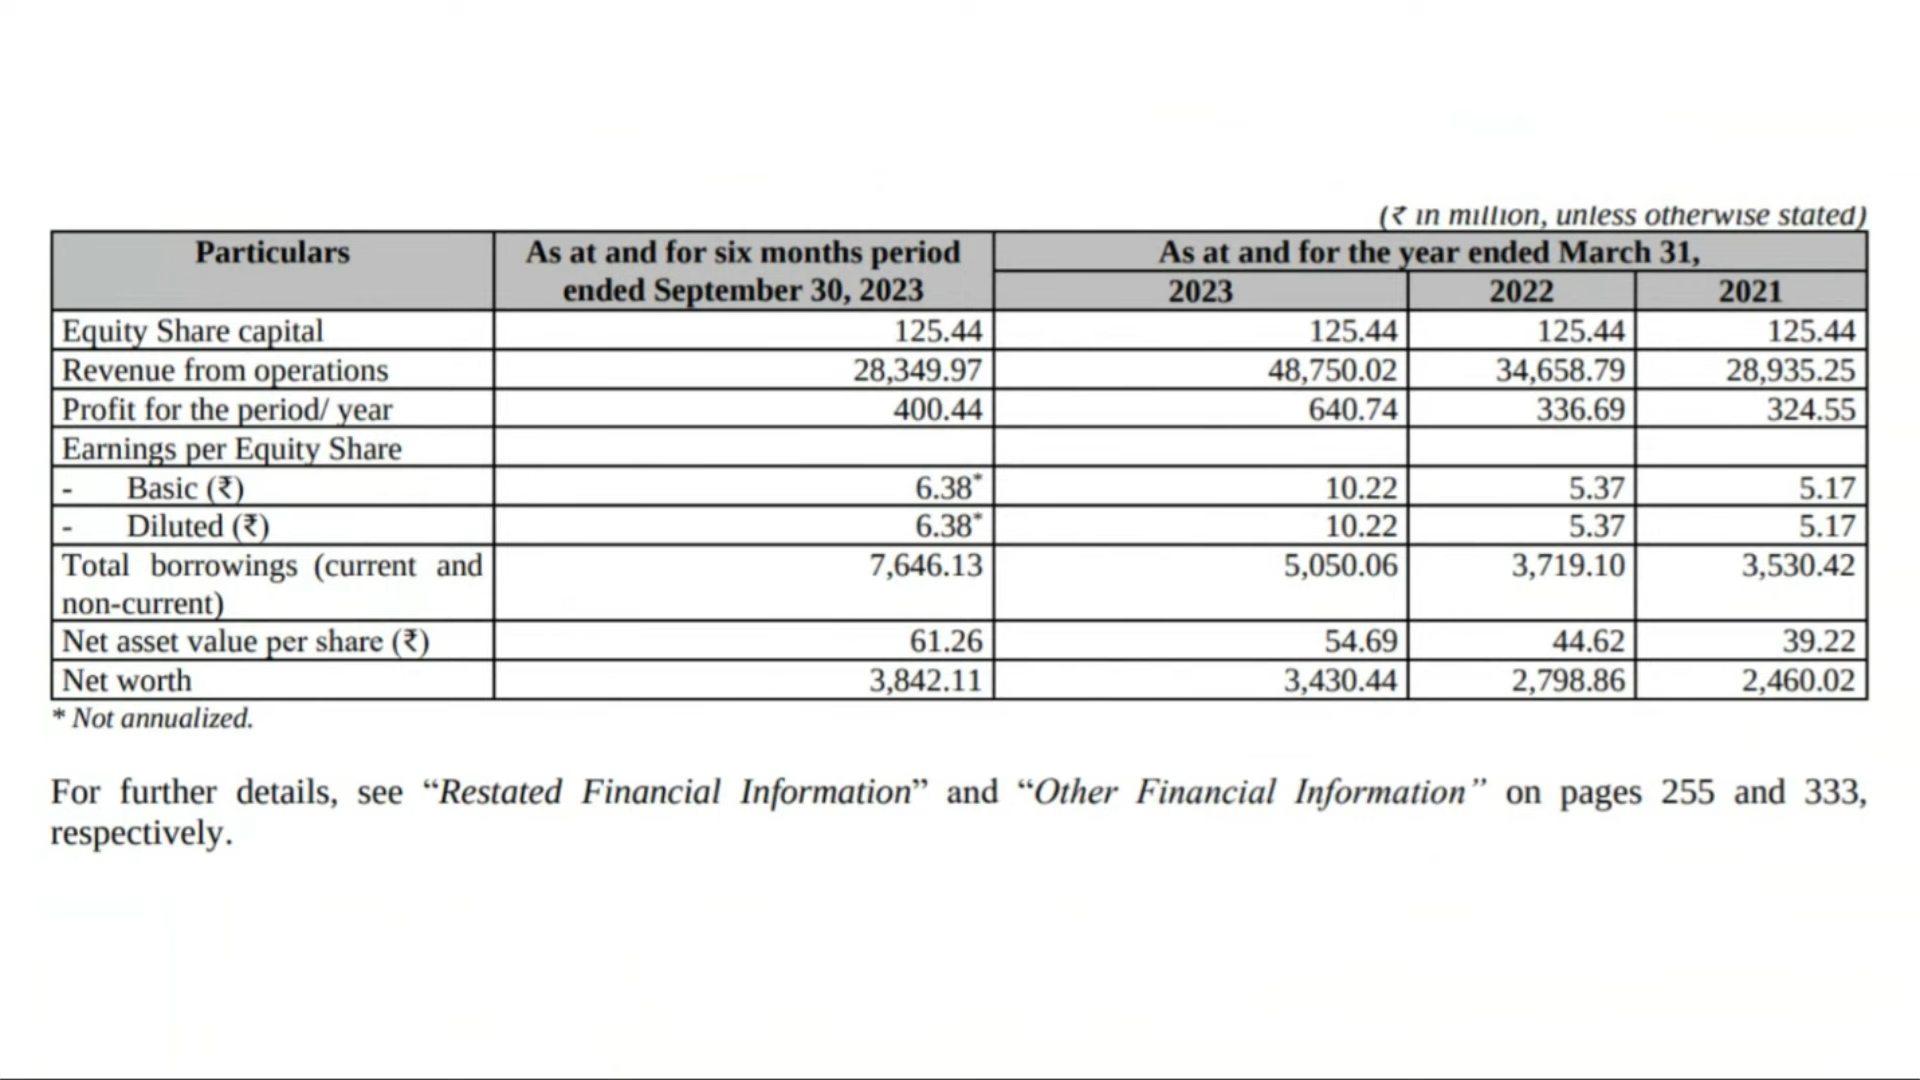 (₹ in million, unless otherwise stated)
Particulars As at and for six months period ended September 30, 2023 As at and for the year ended March 31,
2023 2022 2021
Equity Share capital 125.44 125.44 125.44 125.44
Revenue from operations 28,349.97 48,750.02 34,658.79 28,935.25
Profit for the period/ year 400.44 640.74 336.69 324.55
Earnings per Equity Share
- Basic (₹) 6.38* 10.22 5.37 5.17
- Diluted (₹) 6.38* 10.22 5.37 5.17
Total borrowings (current and non-current) 7,646.13 5,050.06 3,719.10 3,530.42
Net asset value per share (₹) 61.26 54.69 44.62 39.22
Net worth 3,842.11 3,430.44 2,798.86 2,460.02
* Not annualized.
For further details, see “Restated Financial Information” and “Other Financial Information” on pages 255 and 333,
respectively.